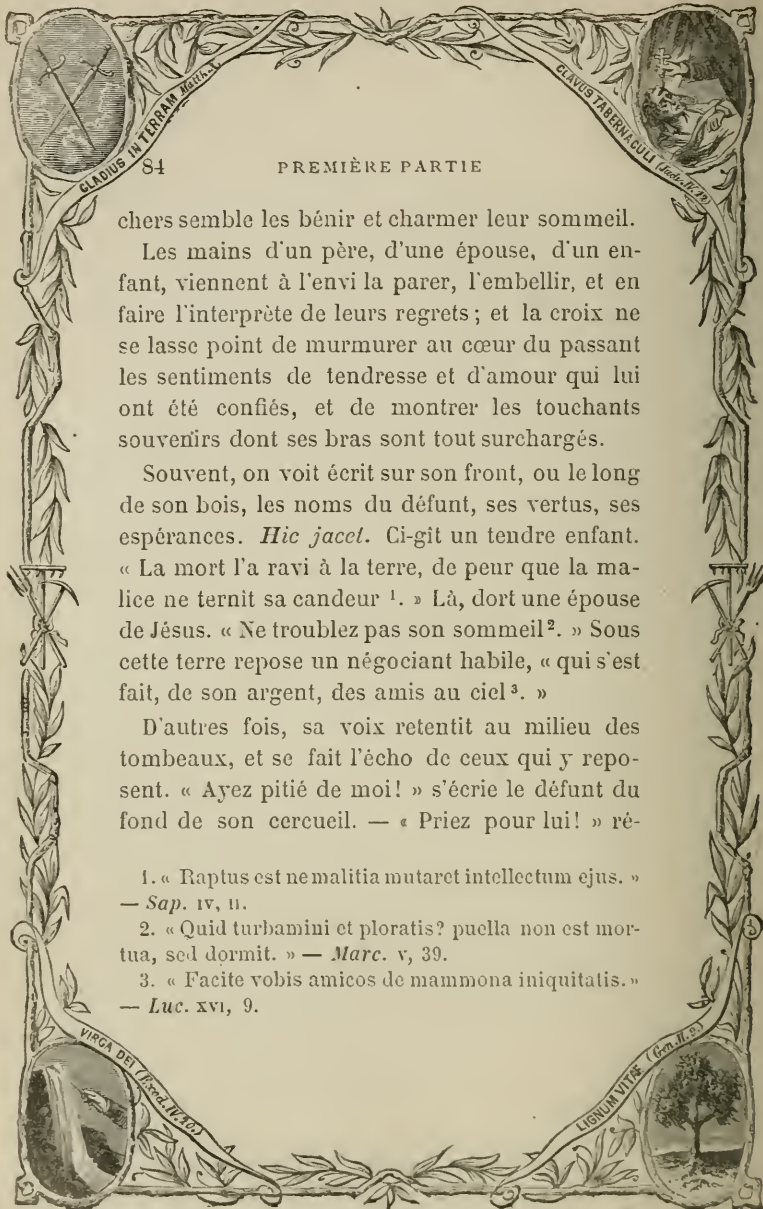 GLADIUS IN TERRAM Matth. X.
CLAVUS TABERNACULI (Judic. IV. 22)
84 PREMIÈRE PARTIE
chers semble les bénir et charmer leur sommeil.
Les mains d'un père, d'une épouse, d'un en-
fant, viennent à l'envi la parer, l'embellir, et en
faire l'interprète de leurs regrets ; et la croix ne
se lasse point de murmurer au cœur du passant
les sentiments de tendresse et d'amour qui lui
ont été confiés, et de montrer les touchants
souvenirs dont ses bras sont tout surchargés.
Souvent, on voit écrit sur son front, ou le long
de son bois, les noms du défunt, ses vertus, ses
espérances. Hic jacet. Ci-gît un tendre enfant.
« La mort l'a ravi à la terre, de peur que la ma-
lice ne ternît sa candeur ¹. » Là, dort une épouse
de Jésus. « Ne troublez pas son sommeil ². » Sous
cette terre repose un négociant habile, « qui s'est
fait, de son argent, des amis au ciel ³. »
D'autres fois, sa voix retentit au milieu des
tombeaux, et se fait l'écho de ceux qui y repo-
sent. « Ayez pitié de moi! » s'écrie le défunt du
fond de son cercueil. — « Priez pour lui! » ré-
1. « Raptus est ne malitia mutaret intellectum ejus. »
— Sap. IV, 11.
2. « Quid turbamini et ploratis? puella non est mor-
tua, sed dormit. » — Marc. V, 39.
3. « Facite vobis amicos de mammona iniquitatis. »
— Luc. XVI, 9.
VIRGA DEI (Exod. IV. 20.)
LIGNUM VITÆ (Gen. II. 9.)